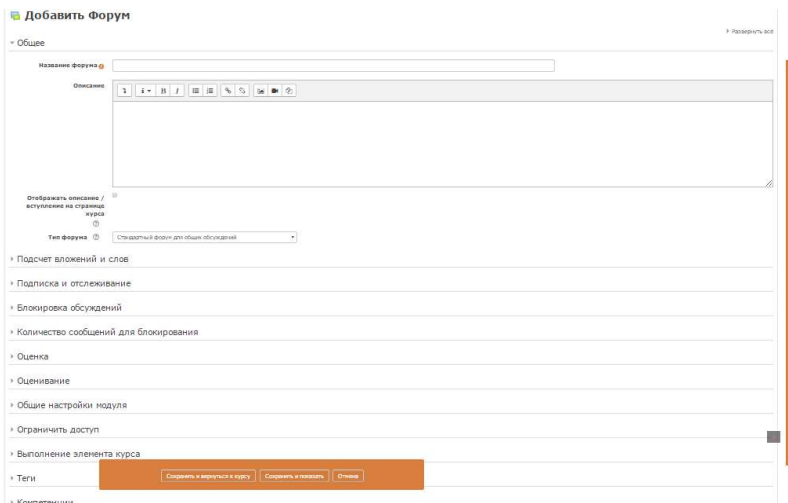 Добавить Форум
Развернуть всё
Общее
Название форума
Описание
Отображать описание /
вступление на странице
курса
Тип форума
Стандартный форум для общих обсуждений
Подсчет вложений и слов
Подписка и отслеживание
Блокировка обсуждений
Количество сообщений для блокирования
Оценка
Оценивание
Общие настройки модуля
Ограничить доступ
Выполнение элемента курса
Теги
Сохранить и вернуться к курсу
Сохранить и показать
Отмена
Компетенции